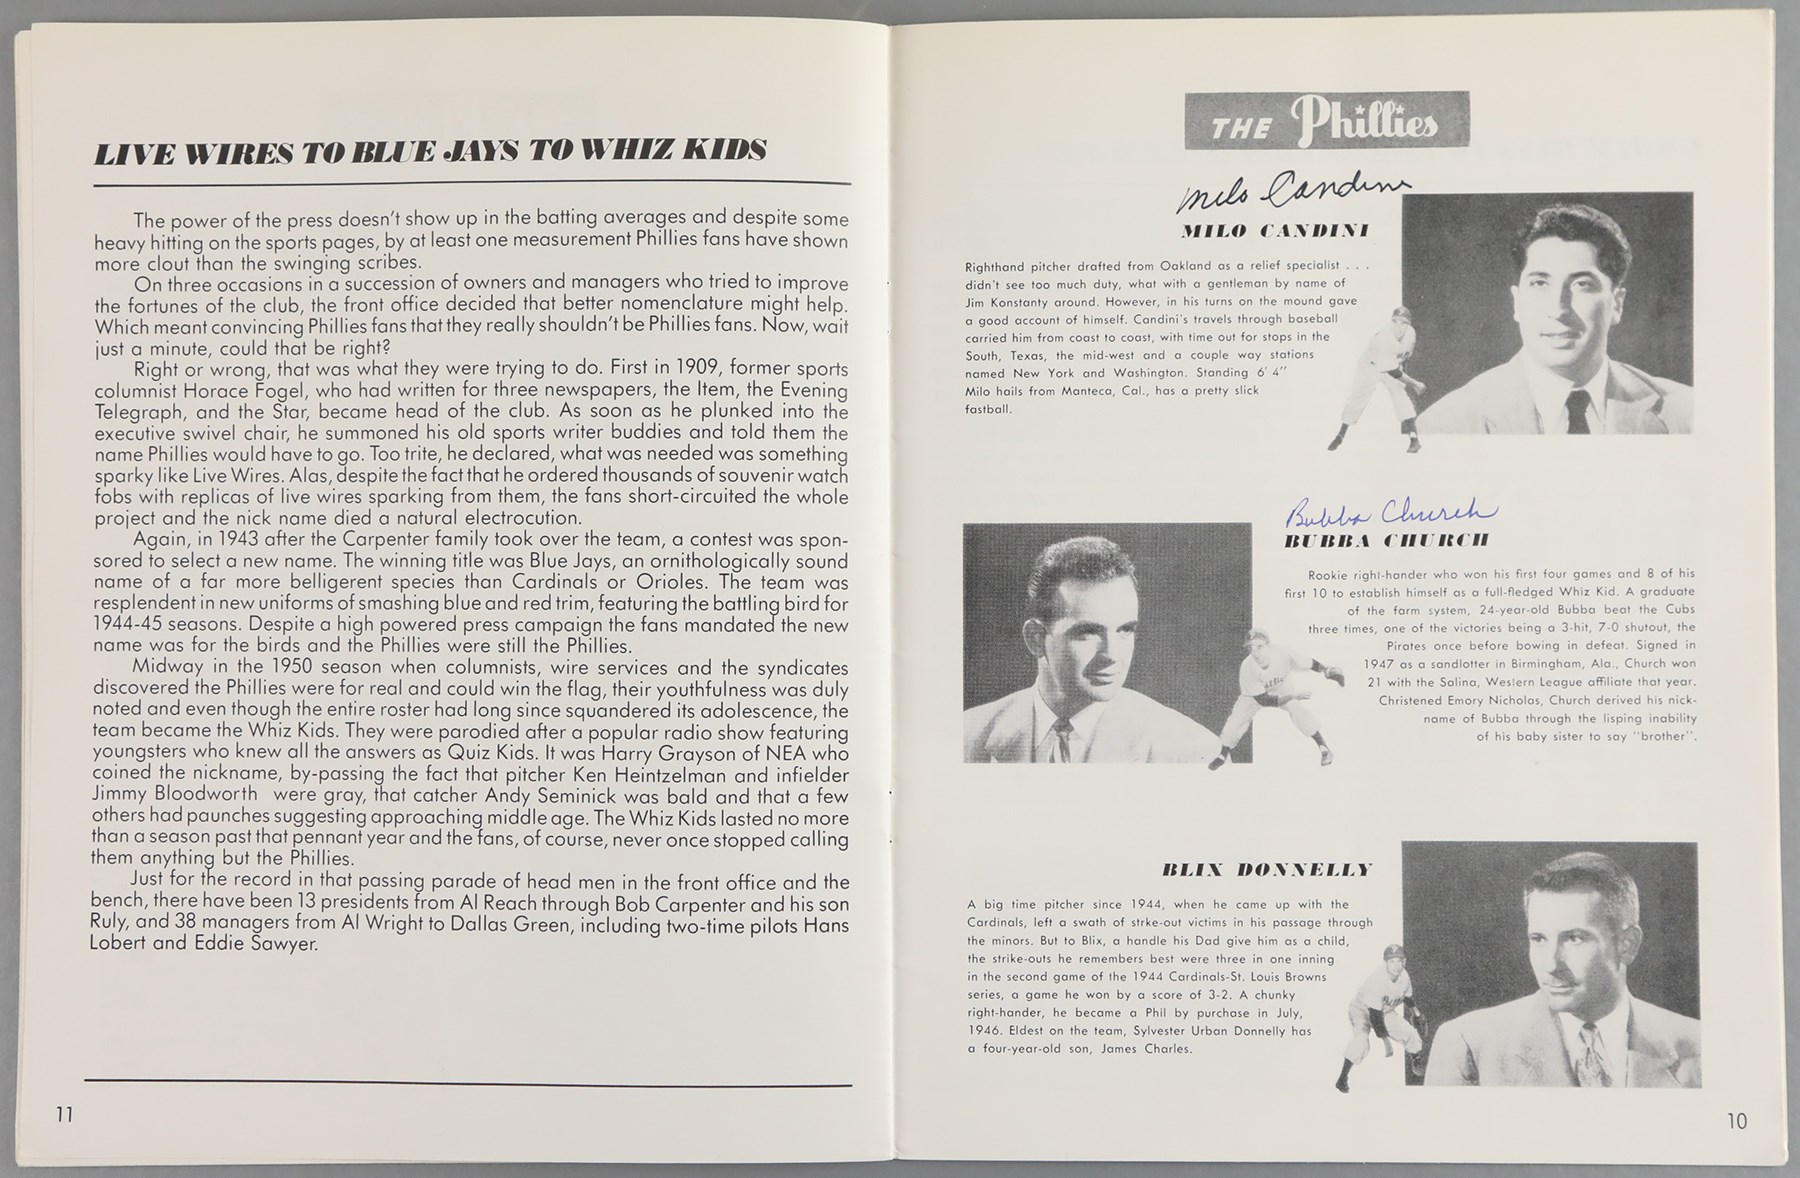 LIVE WIRES TO BLUE JAYS TO WHIZ KIDS
The power of the press doesn't show up in the batting averages and despite some
heavy hitting on the sports pages, by at least one measurement Phillies fans have shown
more clout than the swinging scribes.
On three occasions in a succession of owners and managers who tried to improve
the fortunes of the club, the front office decided that better nomenclature might help.
Which meant convincing Phillies fans that they really shouldn't be Phillies fans. Now, wait
just a minute, could that be right?
Right or wrong, that was what they were trying to do. First in 1909, former sports
columnist Horace Fogel, who had written for three newspapers, the Item, the Evening
Telegraph, and the Star, became head of the club. As soon as he plunked into the
executive swivel chair, he summoned his old sports writer buddies and told them the
name Phillies would have to go. Too trite, he declared, what was needed was something
sparky like Live Wires. Alas, despite the fact that he ordered thousands of souvenir watch
fobs with replicas of live wires sparking from them, the fans short-circuited the whole
project and the nick name died a natural electrocution.
Again, in 1943 after the Carpenter family took over the team, a contest was spon-
sored to select a new name. The winning title was Blue Jays, an ornithologically sound
name of a far more belligerent species than Cardinals or Orioles. The team was
resplendent in new uniforms of smashing blue and red trim, featuring the battling bird for
1944-45 seasons. Despite a high powered press campaign the fans mandated the new
name was for the birds and the Phillies were still the Phillies.
Midway in the 1950 season when columnists, wire services and the syndicates
discovered the Phillies were for real and could win the flag, their youthfulness was duly
noted and even though the entire roster had long since squandered its adolescence, the
team became the Whiz Kids. They were parodied after a popular radio show featuring
youngsters who knew all the answers as Quiz Kids. It was Harry Grayson of NEA who
coined the nickname, by-passing the fact that pitcher Ken Heintzelman and infielder
Jimmy Bloodworth were gray, that catcher Andy Seminick was bald and that a few
others had paunches suggesting approaching middle age. The Whiz Kids lasted no more
than a season past that pennant year and the fans, of course, never once stopped calling
them anything but the Phillies.
Just for the record in that passing parade of head men in the front office and the
bench, there have been 13 presidents from Al Reach through Bob Carpenter and his son
Ruly, and 38 managers from Al Wright to Dallas Green, including two-time pilots Hans
Lobert and Eddie Sawyer.
11
THE Phillies
Milo Candini
MILO CANDINI
Righthand pitcher drafted from Oakland as a relief specialist . . .
didn't see too much duty, what with a gentleman by name of
Jim Konstanty around. However, in his turns on the mound gave
a good account of himself. Candini's travels through baseball
carried him from coast to coast, with time out for stops in the
South, Texas, the mid-west and a couple way stations
named New York and Washington. Standing 6' 4"
Milo hails from Manteca, Cal., has a pretty slick
fastball.
Bubba Church
BUBBA CHURCH
Rookie right-hander who won his first four games and 8 of his
first 10 to establish himself as a full-fledged Whiz Kid. A graduate
of the farm system, 24-year-old Bubba beat the Cubs
three times, one of the victories being a 3-hit, 7-0 shutout, the
Pirates once before bowing in defeat. Signed in
1947 as a sandlotter in Birmingham, Ala., Church won
21 with the Salina, Western League affiliate that year.
Christened Emory Nicholas, Church derived his nick-
name of Bubba through the lisping inability
of his baby sister to say "brother".
BLIX DONNELLY
A big time pitcher since 1944, when he came up with the
Cardinals, left a swath of strke-out victims in his passage through
the minors. But to Blix, a handle his Dad give him as a child,
the strike-outs he remembers best were three in one inning
in the second game of the 1944 Cardinals-St. Louis Browns
series, a game he won by a score of 3-2. A chunky
right-hander, he became a Phil by purchase in July,
1946. Eldest on the team, Sylvester Urban Donnelly has
a four-year-old son, James Charles.
10